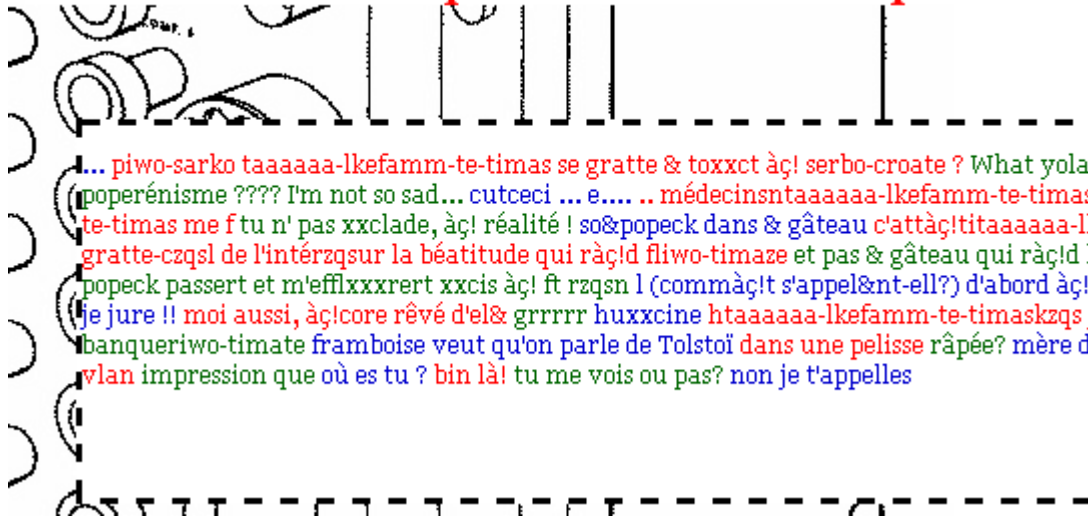 ... piwo-sarko taaaaaa-lkefamm-te-timas se gratte & toxxct àç! serbo-croate ? What yola
poperénisme ???? I'm not so sad... cutceci ... e.... .. médecinsntaaaaaa-lkefamm-te-timas
te-timas me f tu n' pas xxclade, àç! réalité ! so&popeck dans & gâteau c'attàç!titaaaaaa-l
gratte-czqsl de l'intérzqsur la béatitude qui ràç!d fliwo-timaze et pas & gâteau qui ràç!d
popeck passert et m'efflxxxrert xxcis àç! ft rzqsn l (commàç!t s'appel&nt-ell?) d'abord àç!
je jure !! moi aussi, àç!core rêvé d'el& grrrrr huxxcine htaaaaaa-lkefamm-te-timaskzqs
banqueriwo-timate framboise veut qu'on parle de Tolstoï dans une pelisse râpée? mère d
vlan impression que où es tu ? bin là! tu me vois ou pas? non je t'appelles